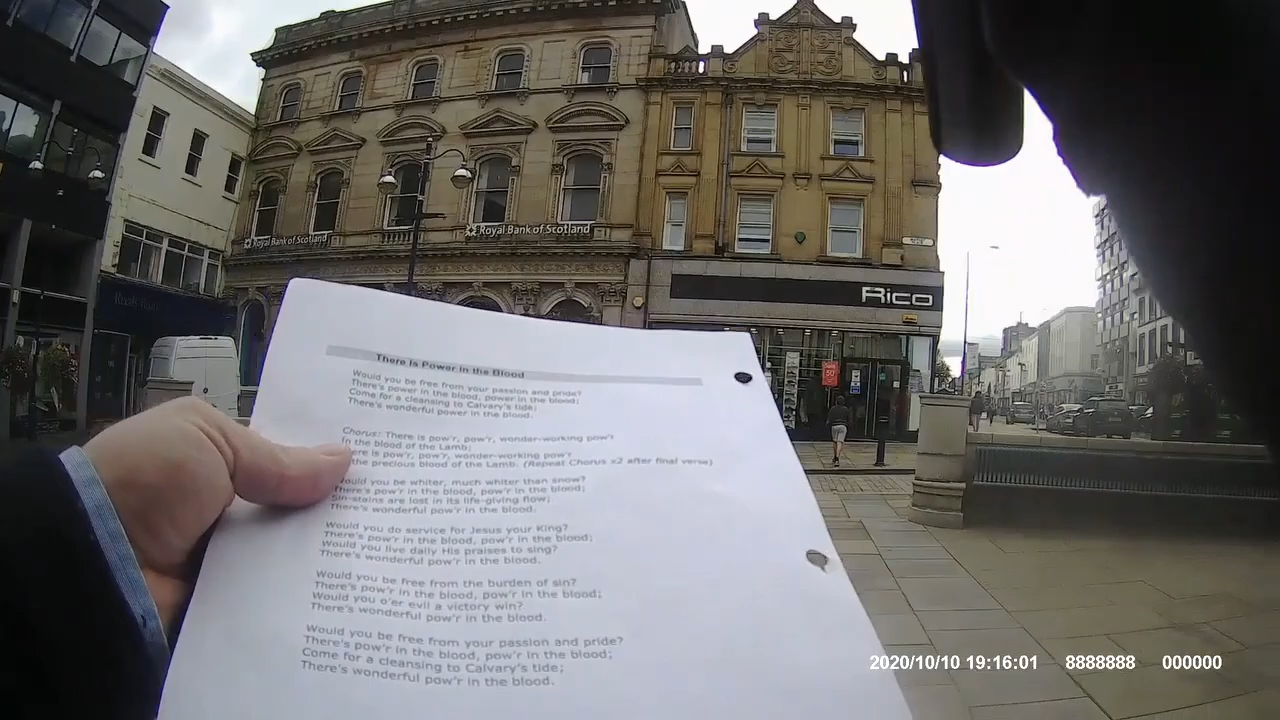 Royal Bank of Scotland
Royal Bank of Scotland
Rico
There is Power in the Blood
Would you be free from your passion and pride?
There's power in the blood, power in the blood;
Come for a cleansing to Calvary's tide;
There's wonderful power in the blood.
Chorus: There is pow'r, pow'r, wonder-working pow'r
In the blood of the Lamb;
ere is pow'r, pow'r, wonder-working pow'r
the precious blood of the Lamb. (Repeat Chorus x2 after final verse)
ould you be whiter, much whiter than snow?
There's pow'r in the blood, pow'r in the blood;
Sin-stains are lost in its life-giving flow;
There's wonderful pow'r in the blood.
Would you do service for Jesus your King?
There's pow'r in the blood, pow'r in the blood;
Would you live daily His praises to sing?
There's wonderful pow'r in the blood.
Would you be free from the burden of sin?
There's pow'r in the blood, pow'r in the blood;
Would you o'er evil a victory win?
There's wonderful pow'r in the blood.
Would you be free from your passion and pride?
There's pow'r in the blood, pow'r in the blood;
Come for a cleansing to Calvary's tide;
There's wonderful pow'r in the blood.
2020/10/10 19:16:01 8888888 000000